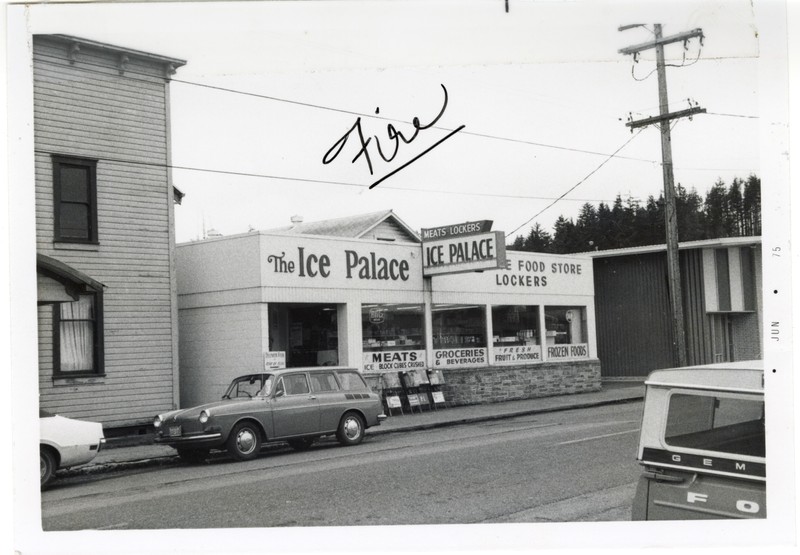 Fire
MEATS LOCKERS
ICE PALACE
The Ice Palace
E FOOD STORE
LOCKERS
MEATS
ICE BLOCK CUBES CRUSHED
GROCERIES
& BEVERAGES
FRESH
FRUIT & PRODUCE
FROZEN FOODS
GEM
FO
JUN • 75